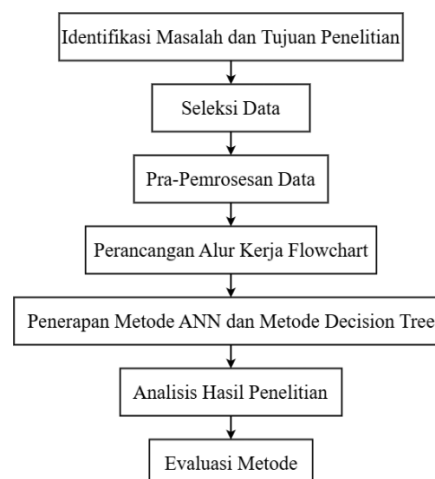 Identifikasi Masalah dan Tujuan Penelitian
Seleksi Data
Pra-Pemrosesan Data
Perancangan Alur Kerja Flowchart
Penerapan Metode ANN dan Metode Decision Tree
Analisis Hasil Penelitian
Evaluasi Metode